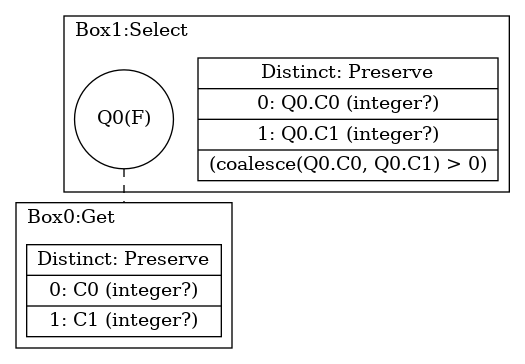 Box1:Select
Q0(F)
Distinct: Preserve
0: Q0.C0 (integer?)
1: Q0.C1 (integer?)
(coalesce(Q0.C0, Q0.C1) > 0)
Box0:Get
Distinct: Preserve
0: C0 (integer?)
1: C1 (integer?)